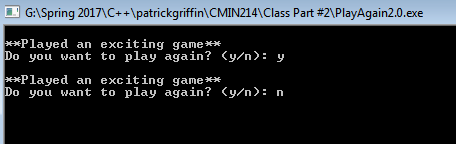 G:\Spring 2017\C++\patrickgriffin\CMIN214\Class Part #2\PlayAgain2.0.exe
**Played an exciting game**
Do you want to play again? (y/n): y
**Played an exciting game**
Do you want to play again? (y/n): n